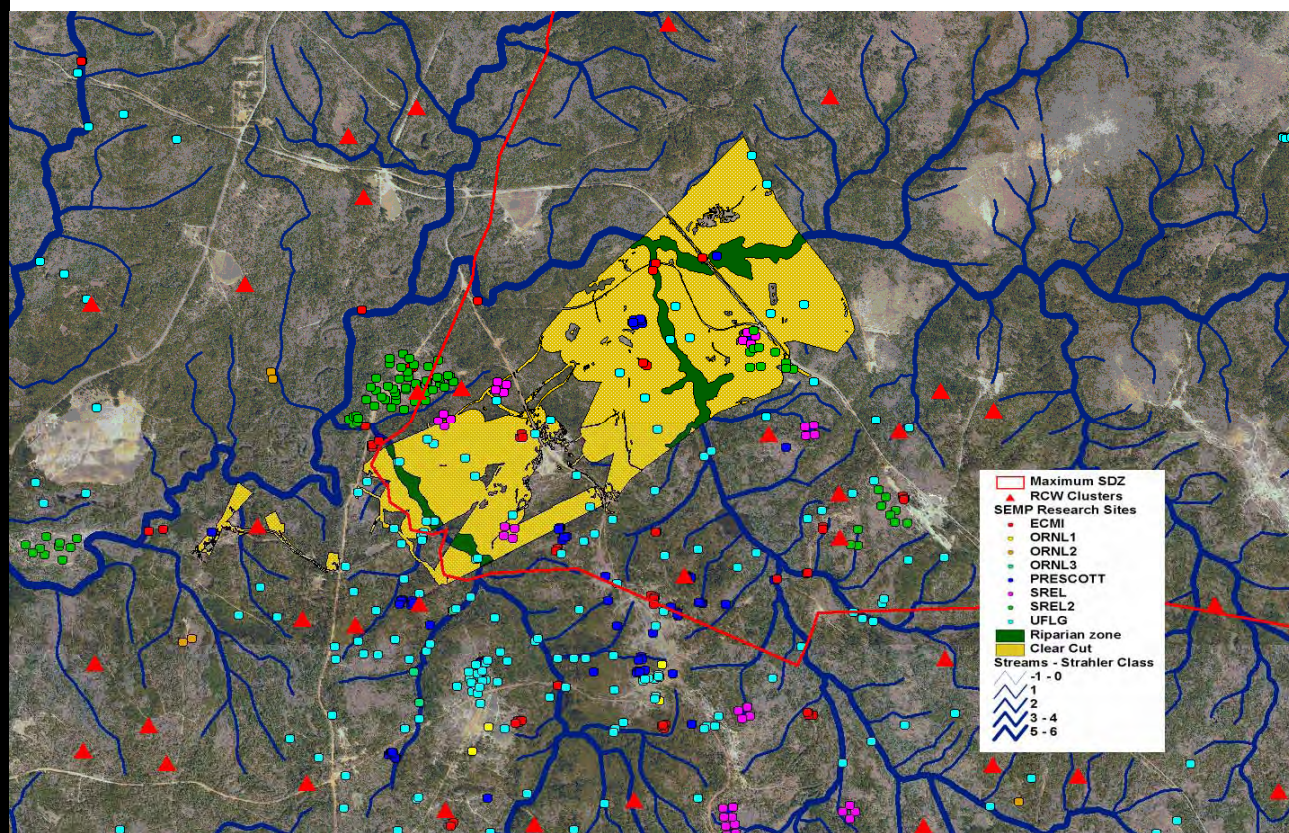 Maximum SDZ
RCW Clusters
SEMP Research Sites
ECMI
ORNL1
ORNL2
ORNL3
PRESCOTT
SREL
SREL2
UFLG
Riparian zone
Clear Cut
Streams - Strahler Class
-1 - 0
1
2
3 - 4
5 - 6